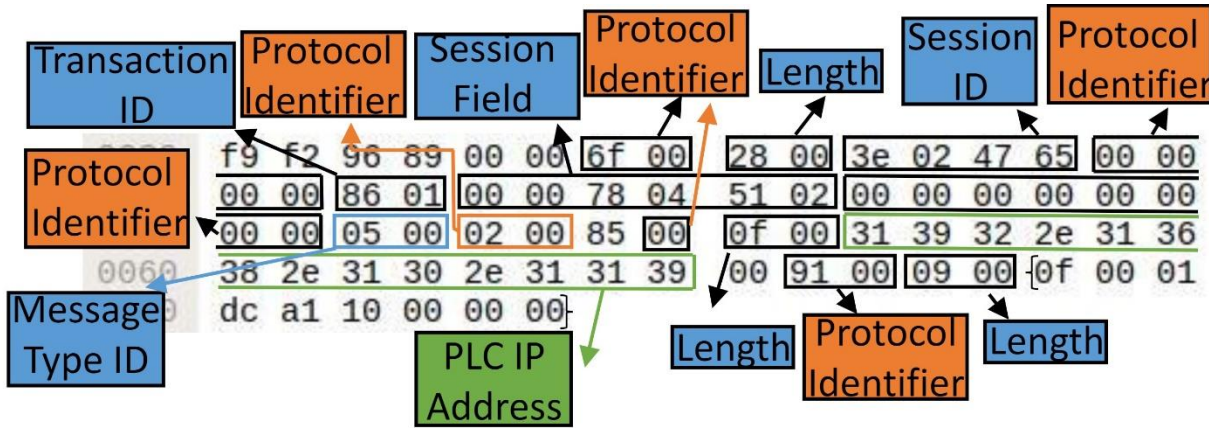 Transaction
ID
Protocol
Identifier
Session
Field
Protocol
Identifier
Length
Session
ID
Protocol
Identifier
f9 f2 96 89 00 00 6f 00 28 00 3e 02 47 65 00 00
Protocol
Identifier
00 00 86 01 00 00 78 04 51 02 00 00 00 00 00 00
00 00 05 00 02 00 85 00 0f 00 31 39 32 2e 31 36
0060 38 2e 31 30 2e 31 31 39 00 91 00 09 00 {0f 00 01
dc a1 10 00 00 00}
Message
Type ID
PLC IP
Address
Length
Protocol
Identifier
Length